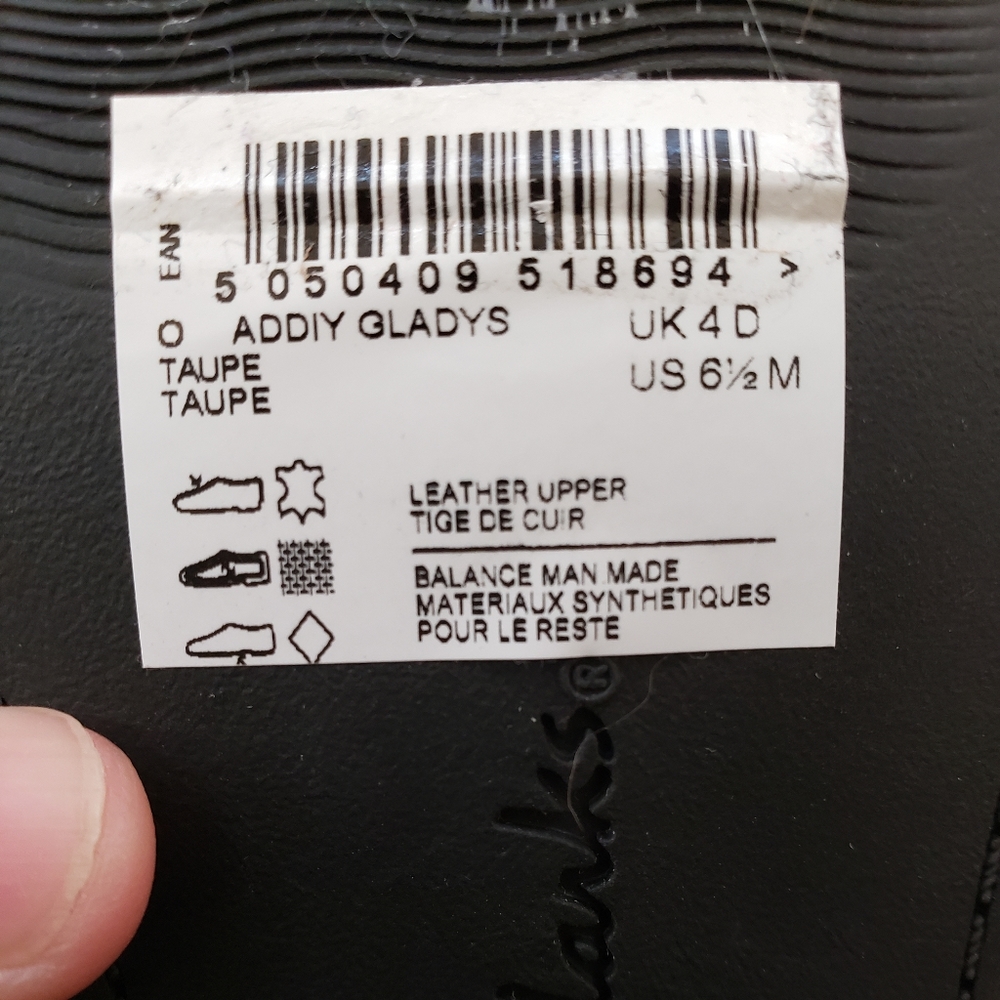 EAN
5 050409 518694 >
O ADDIY GLADYS UK 4 D
TAUPE US 6½ M
TAUPE
LEATHER UPPER
TIGE DE CUIR
BALANCE MAN MADE
MATERIAUX SYNTHETIQUES
POUR LE RESTE
®